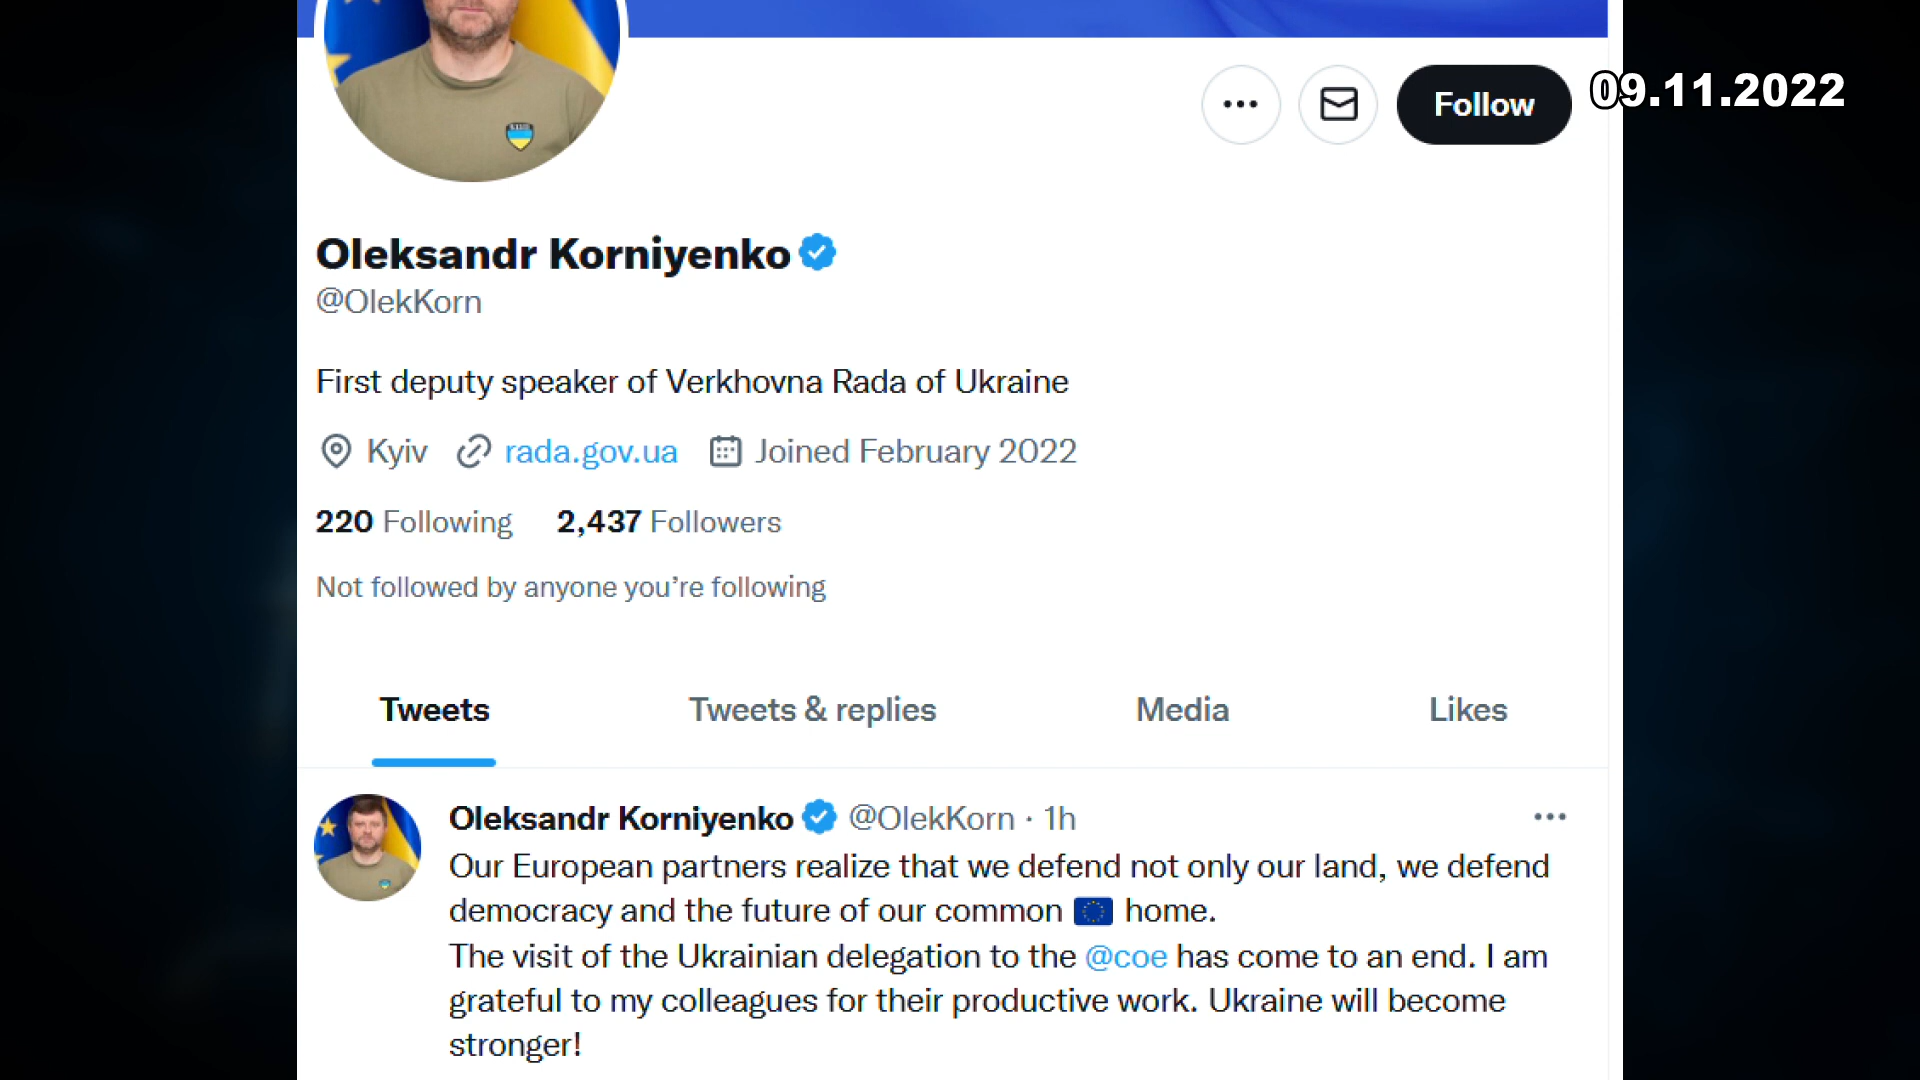 09.11.2022
Follow
Oleksandr Korniyenko
@OlekKorn
First deputy speaker of Verkhovna Rada of Ukraine
Kyiv rada.gov.ua Joined February 2022
220 Following 2,437 Followers
Not followed by anyone you’re following
Tweets Tweets & replies Media Likes
Oleksandr Korniyenko @OlekKorn · 1h
Our European partners realize that we defend not only our land, we defend
democracy and the future of our common 🇪🇺 home.
The visit of the Ukrainian delegation to the @coe has come to an end. I am
grateful to my colleagues for their productive work. Ukraine will become
stronger!